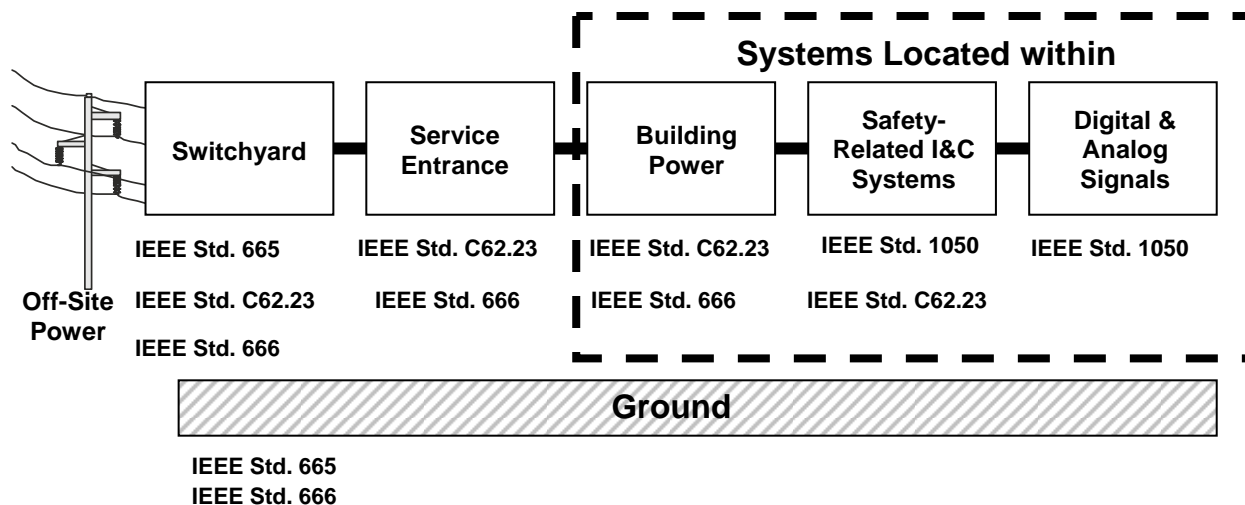 Systems Located within
Switchyard
Service
Entrance
Building
Power
Safety-
Related I&C
Systems
Digital &
Analog
Signals
Off-Site
Power
IEEE Std. 665
IEEE Std. C62.23
IEEE Std. 666
IEEE Std. C62.23
IEEE Std. 666
IEEE Std. C62.23
IEEE Std. 666
IEEE Std. 1050
IEEE Std. C62.23
IEEE Std. 1050
Ground
IEEE Std. 665
IEEE Std. 666